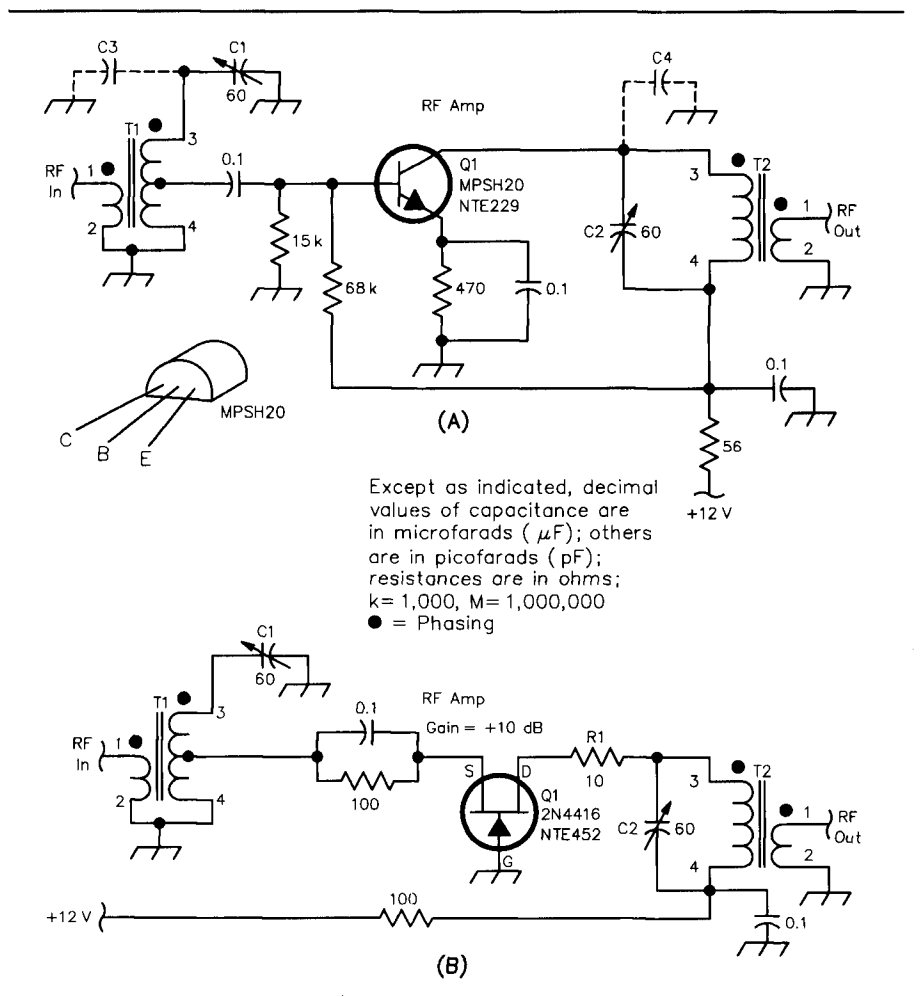 C3
C1
60
C4
RF Amp
T1
3
RF
In
1
2
4
0.1
15k
68k
Q1
MPSH20
NTE229
470
0.1
C2
60
3
T2
1
RF
Out
4
2
0.1
56
+12 V
MPSH20
C
B
E
(A)
Except as indicated, decimal
values of capacitance are
in microfarads ( μF); others
are in picofarads ( pF);
resistances are in ohms;
k= 1,000, M= 1,000,000
● = Phasing
C1
60
T1
3
RF
In
1
2
4
RF Amp
Gain = +10 dB
0.1
100
S
D
G
Q1
2N4416
NTE452
R1
10
C2
60
3
T2
1
RF
Out
4
2
0.1
+12 V
100
(B)